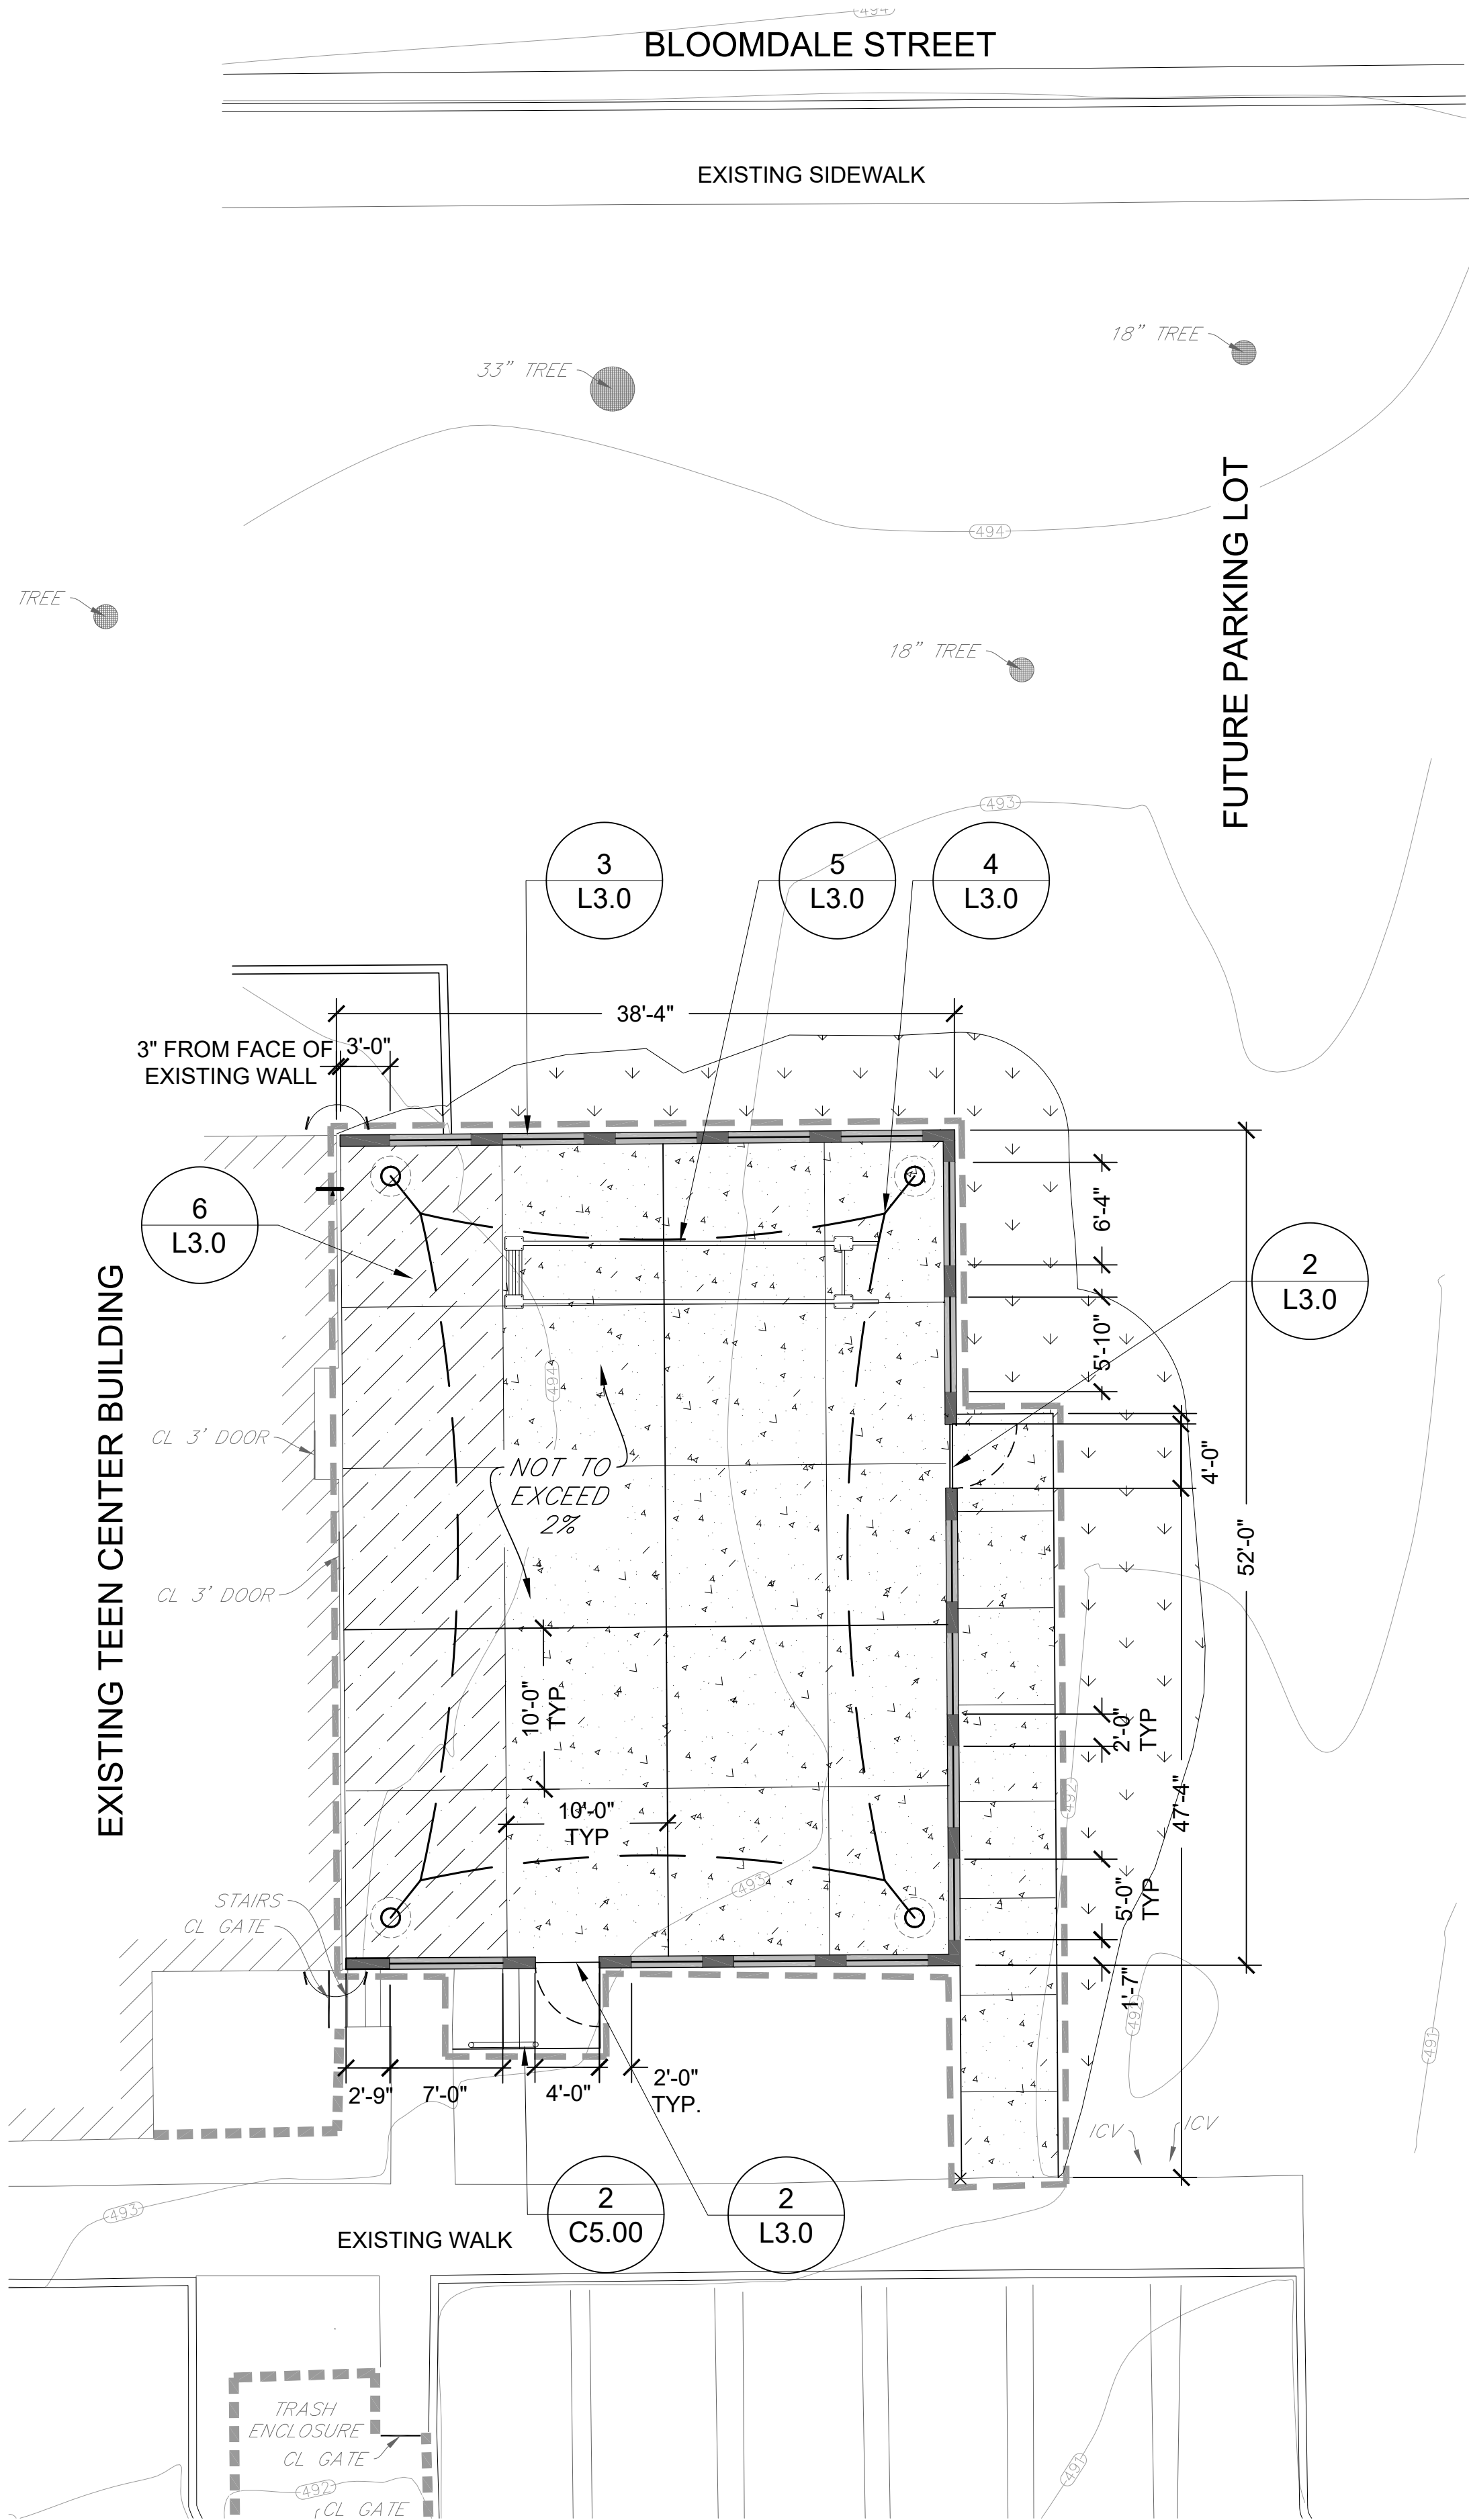 494
BLOOMDALE STREET
EXISTING SIDEWALK
18" TREE
33" TREE
494
FUTURE PARKING LOT
TREE
18" TREE
493
3
L3.0
5
L3.0
4
L3.0
38'-4"
3" FROM FACE OF
EXISTING WALL
3'-0"
6
L3.0
6'-4"
2
L3.0
5'-10"
494
CL 3' DOOR
NOT TO
EXCEED
2%
4'-0"
52'-0"
EXISTING TEEN CENTER BUILDING
CL 3' DOOR
10'-0"
TYP
2'-0"
TYP
10'-0"
TYP
492
47'-4"
493
5'-0"
TYP
STAIRS
CL GATE
1'-7"
492
491
2'-9"
7'-0"
4'-0"
2'-0"
TYP.
ICV
ICV
493
EXISTING WALK
2
C5.00
2
L3.0
TRASH
ENCLOSURE
CL GATE
491
492
CL GATE